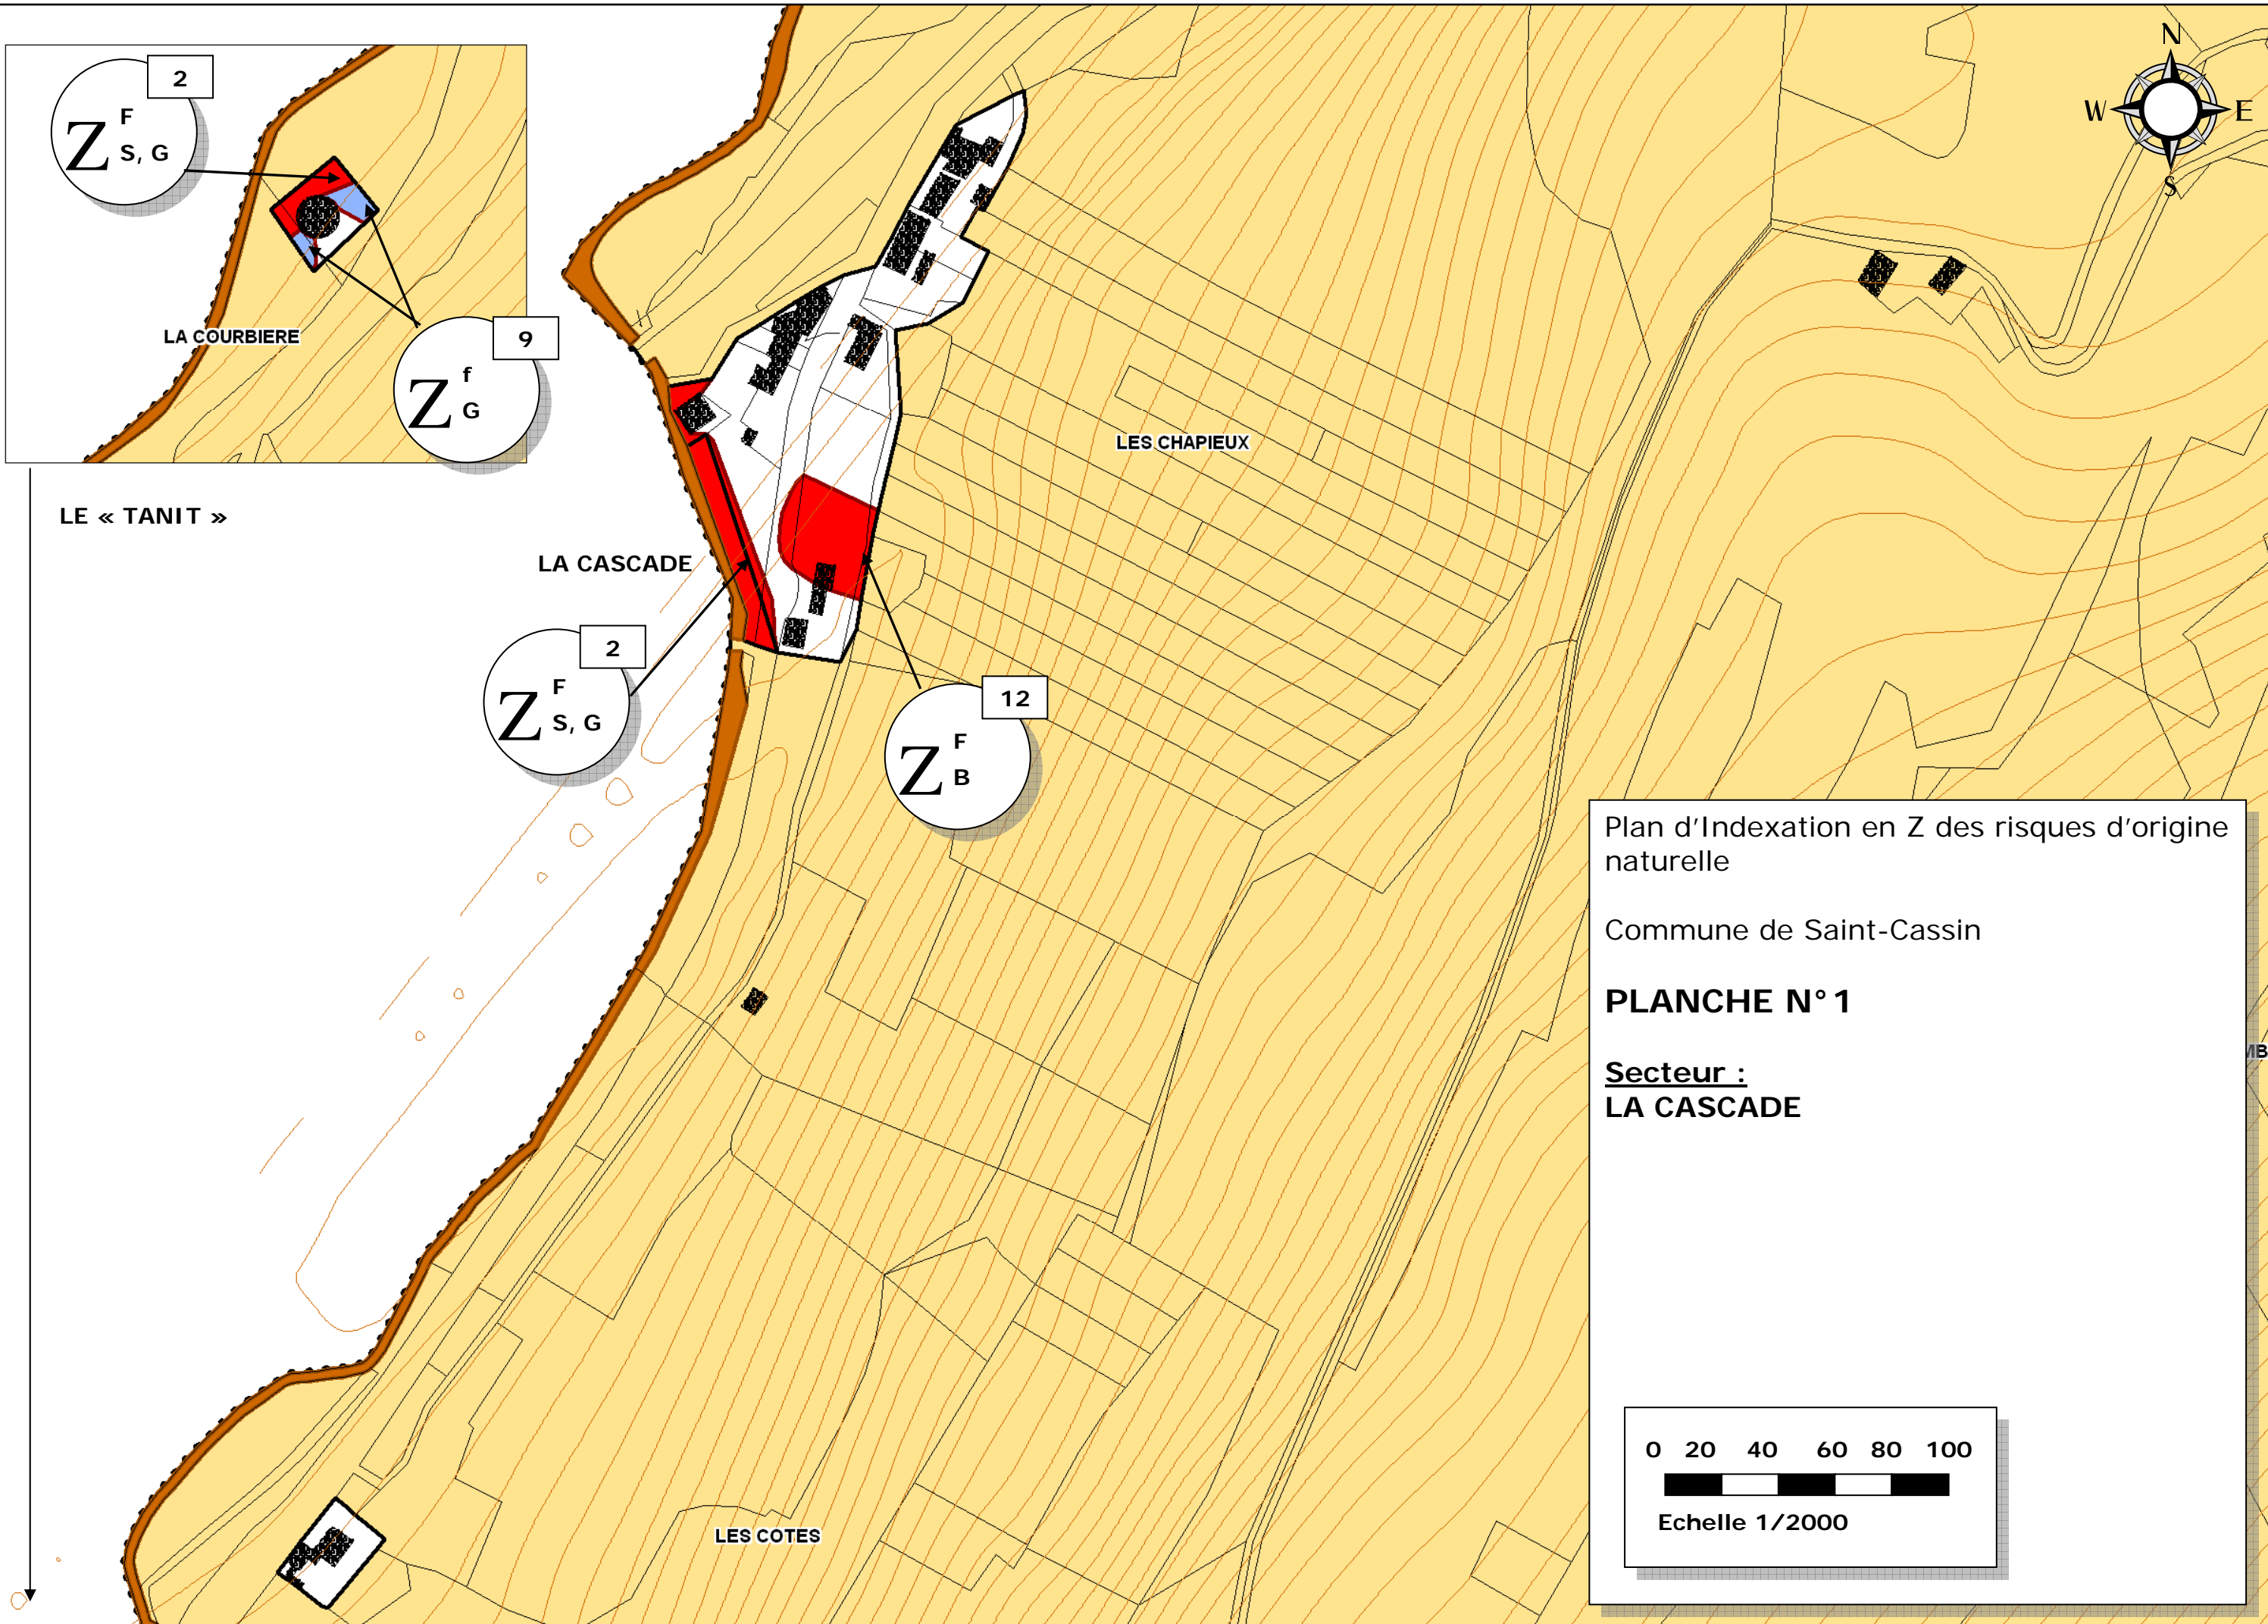 2
Z F
S, G
LA COURBIERE
9
Z f
G
LE « TANIT »
N
W E
S
LES CHAPIEUX
LA CASCADE
2
Z F
S, G
12
Z F
B
LES COTES
Plan d'Indexation en Z des risques d'origine
naturelle
Commune de Saint-Cassin
PLANCHE N° 1
Secteur :
LA CASCADE
0 20 40 60 80 100
Echelle 1/2000